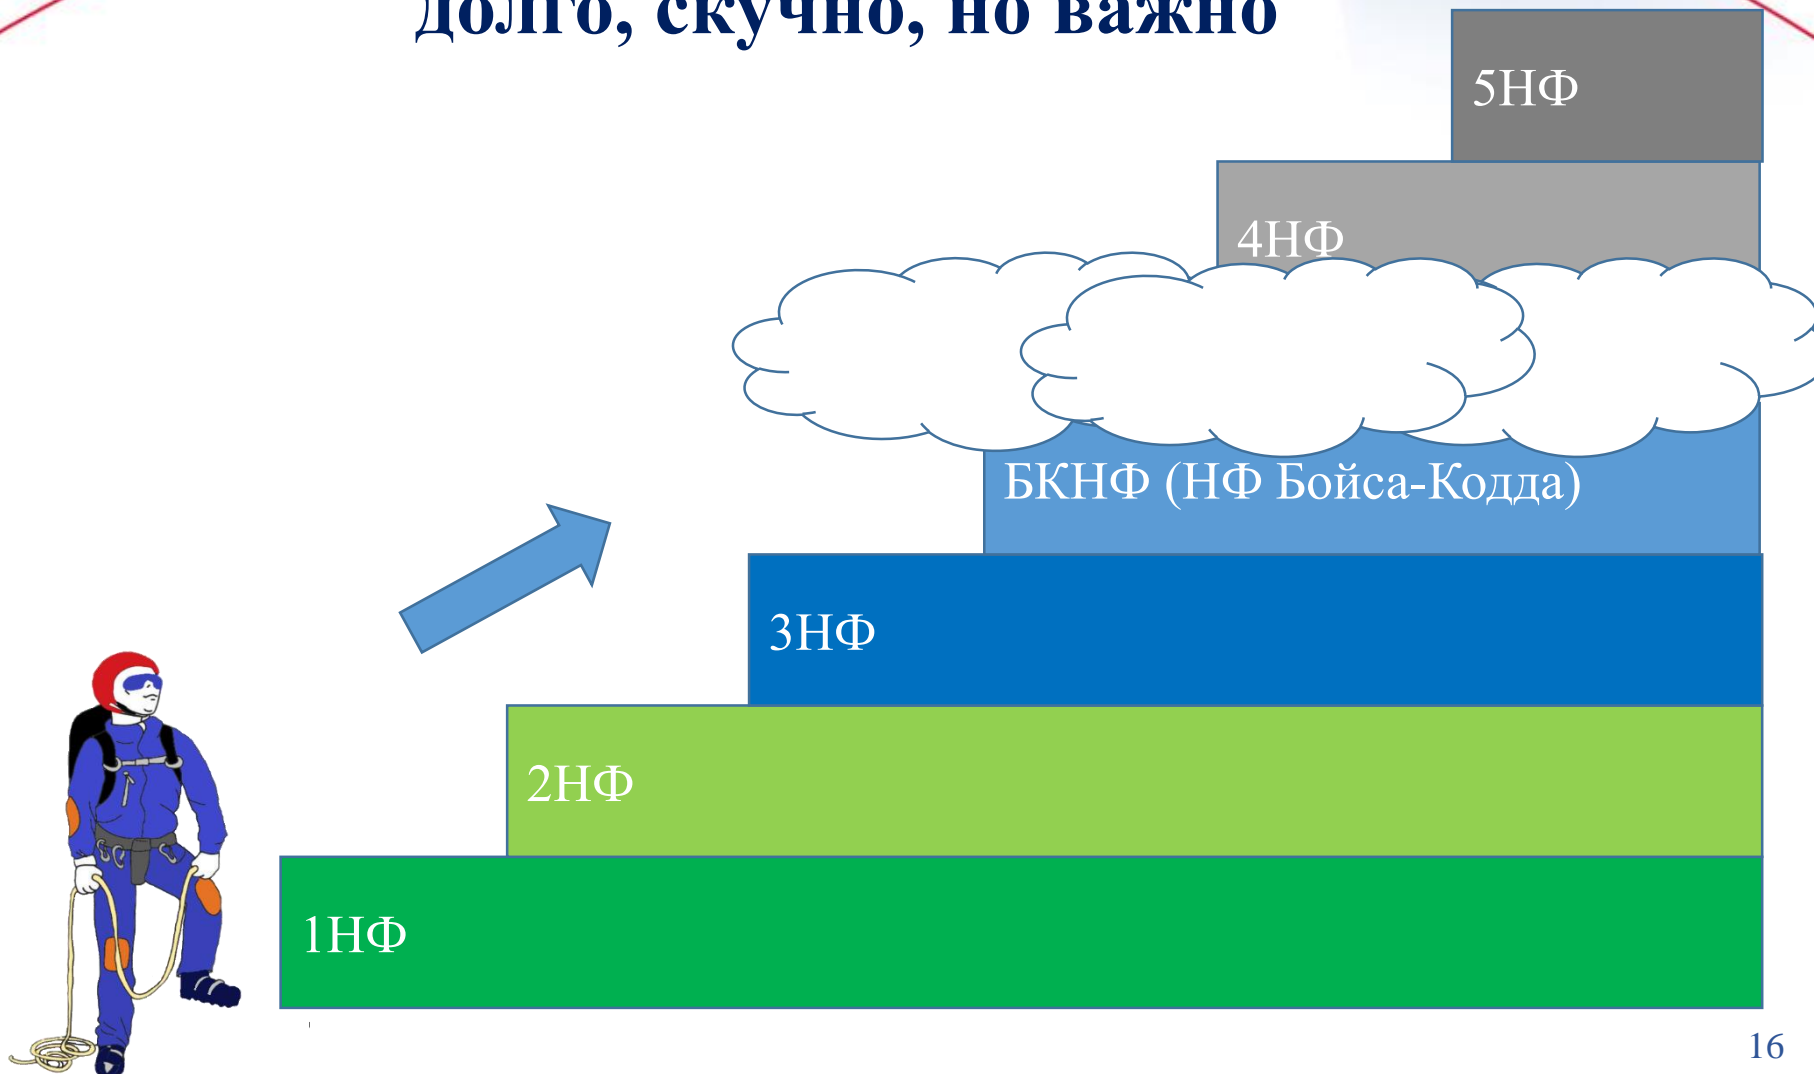 долго, скучно, но важно
5НФ
4НФ
БКНФ (НФ Бойса-Кодда)
3НФ
2НФ
1НФ
16